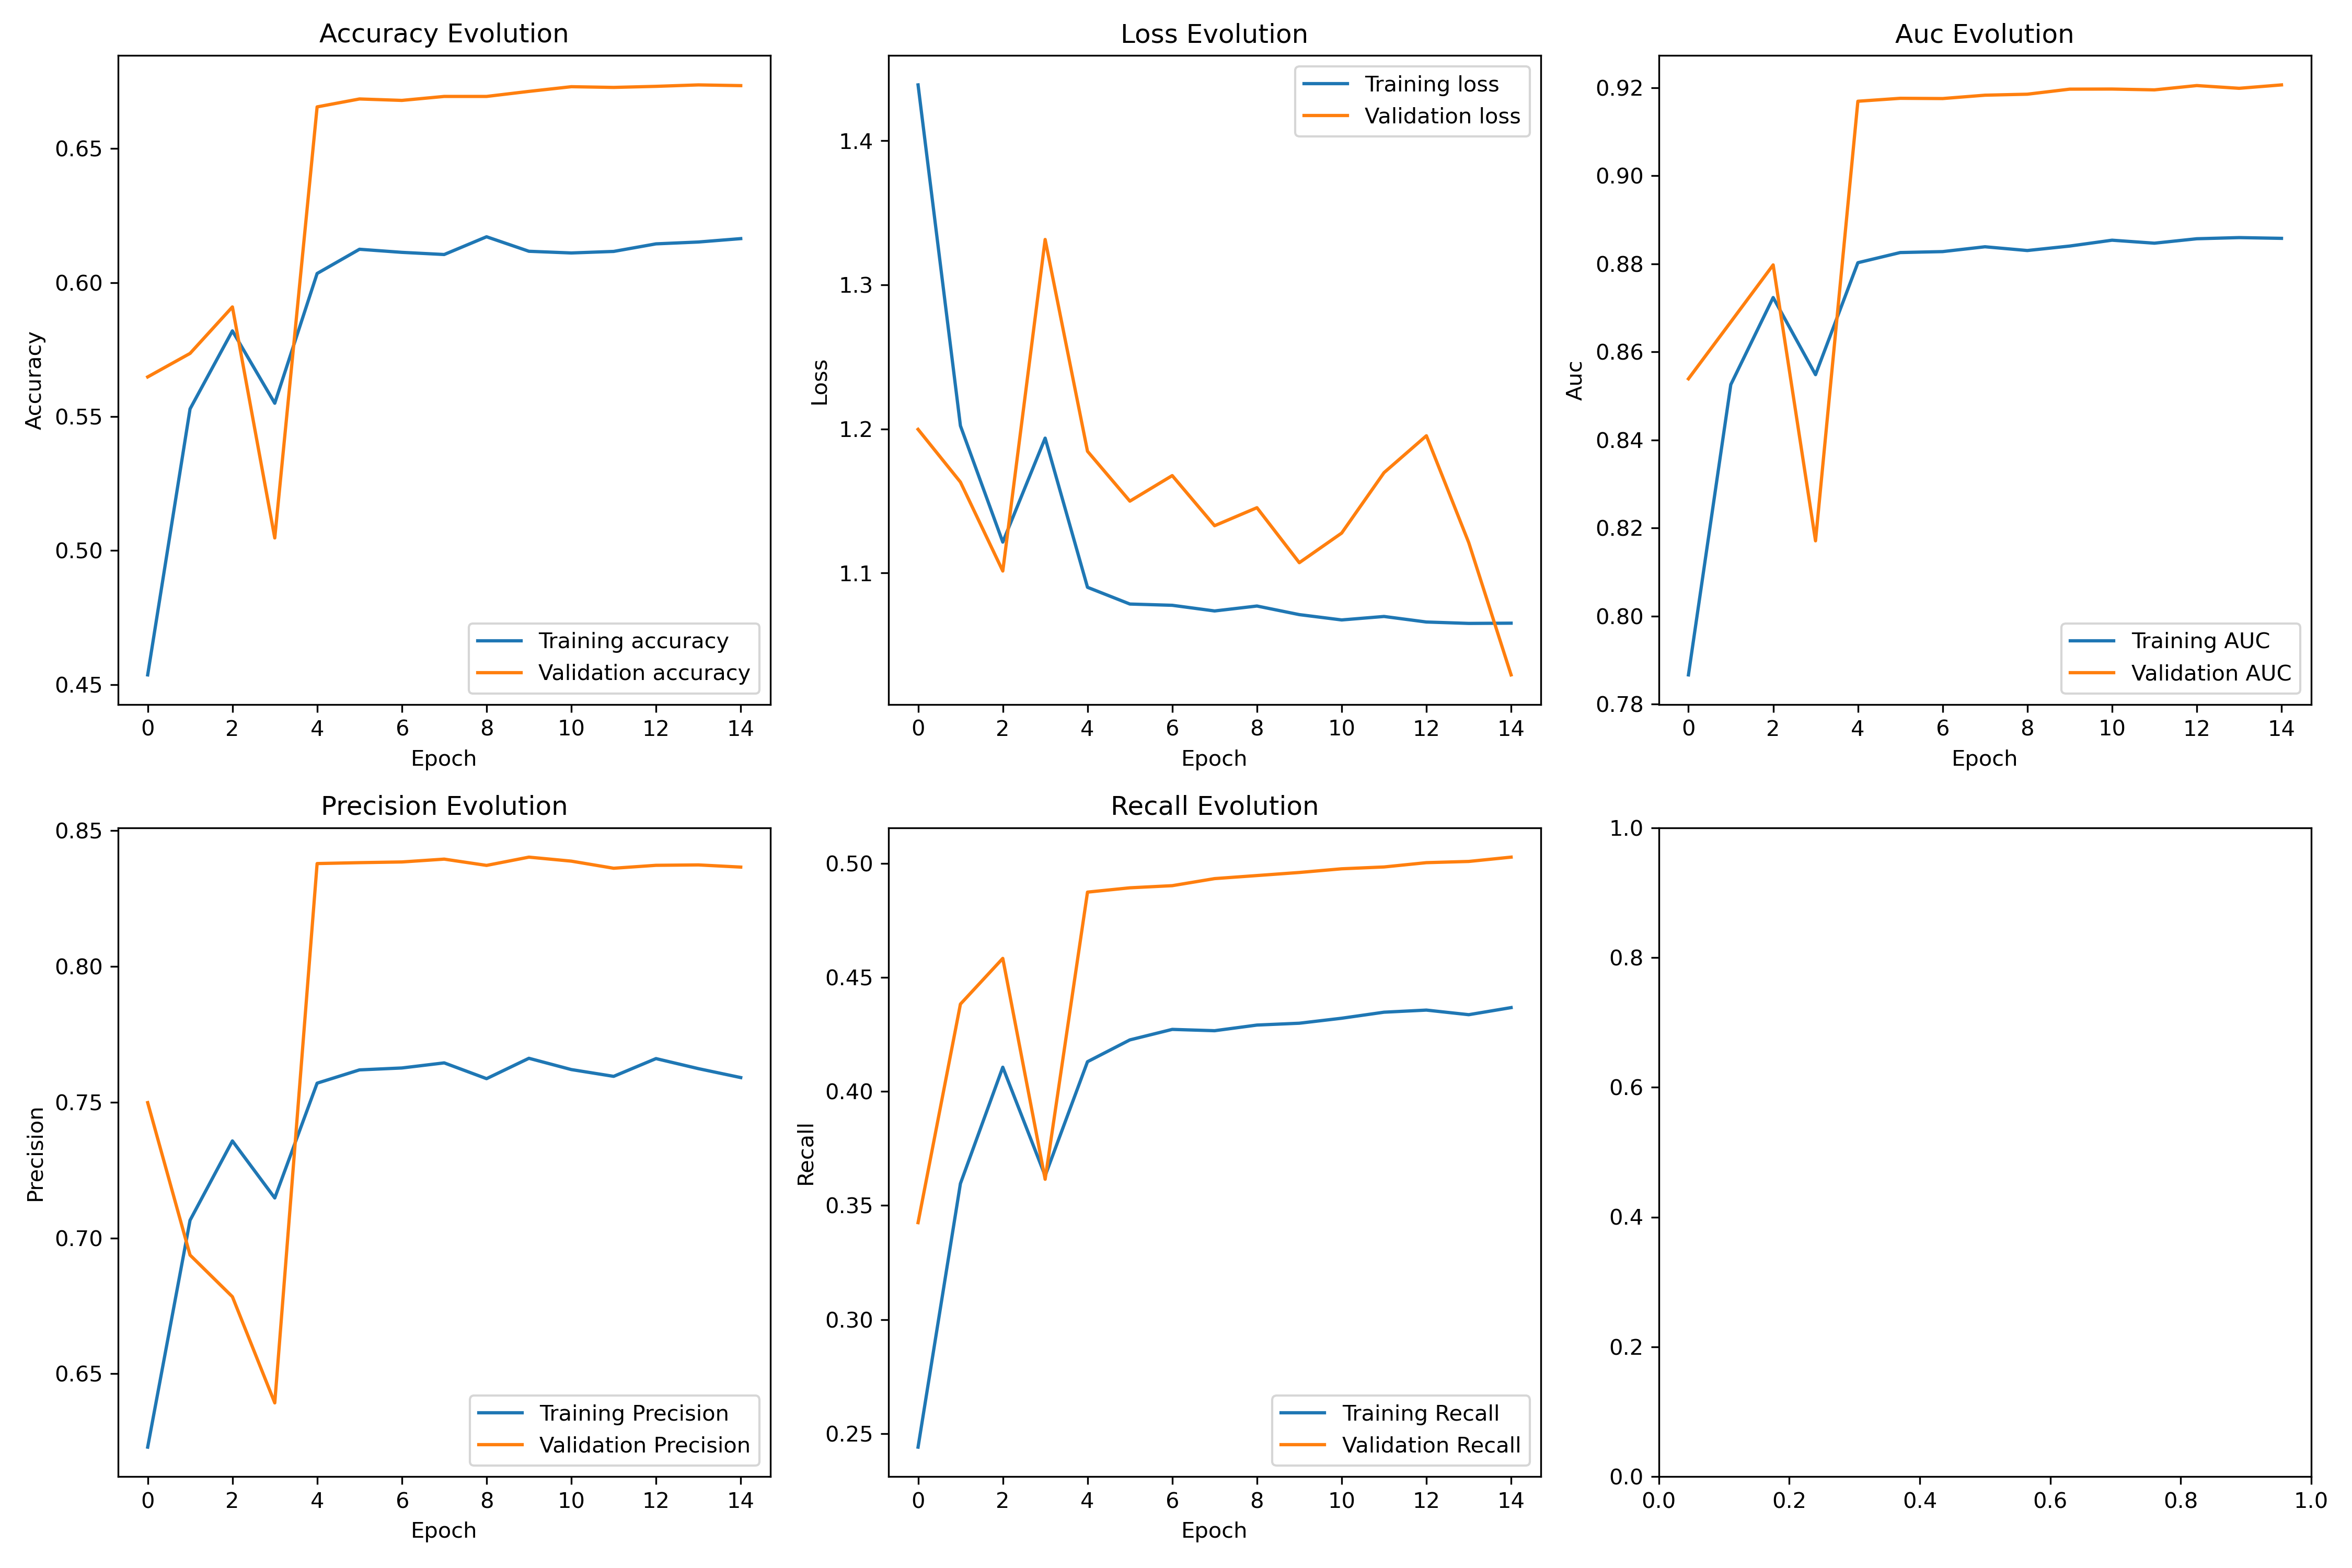 Accuracy Evolution
Accuracy
0.65
0.60
0.55
0.50
0.45
Training accuracy
Validation accuracy
0 2 4 6 8 10 12 14
Epoch
Loss Evolution
Loss
1.4
1.3
1.2
1.1
Training loss
Validation loss
0 2 4 6 8 10 12 14
Epoch
Auc Evolution
Auc
0.92
0.90
0.88
0.86
0.84
0.82
0.80
0.78
Training AUC
Validation AUC
0 2 4 6 8 10 12 14
Epoch
Precision Evolution
Precision
0.85
0.80
0.75
0.70
0.65
Training Precision
Validation Precision
0 2 4 6 8 10 12 14
Epoch
Recall Evolution
Recall
0.50
0.45
0.40
0.35
0.30
0.25
Training Recall
Validation Recall
0 2 4 6 8 10 12 14
Epoch
1.0
0.8
0.6
0.4
0.2
0.0
0.0 0.2 0.4 0.6 0.8 1.0